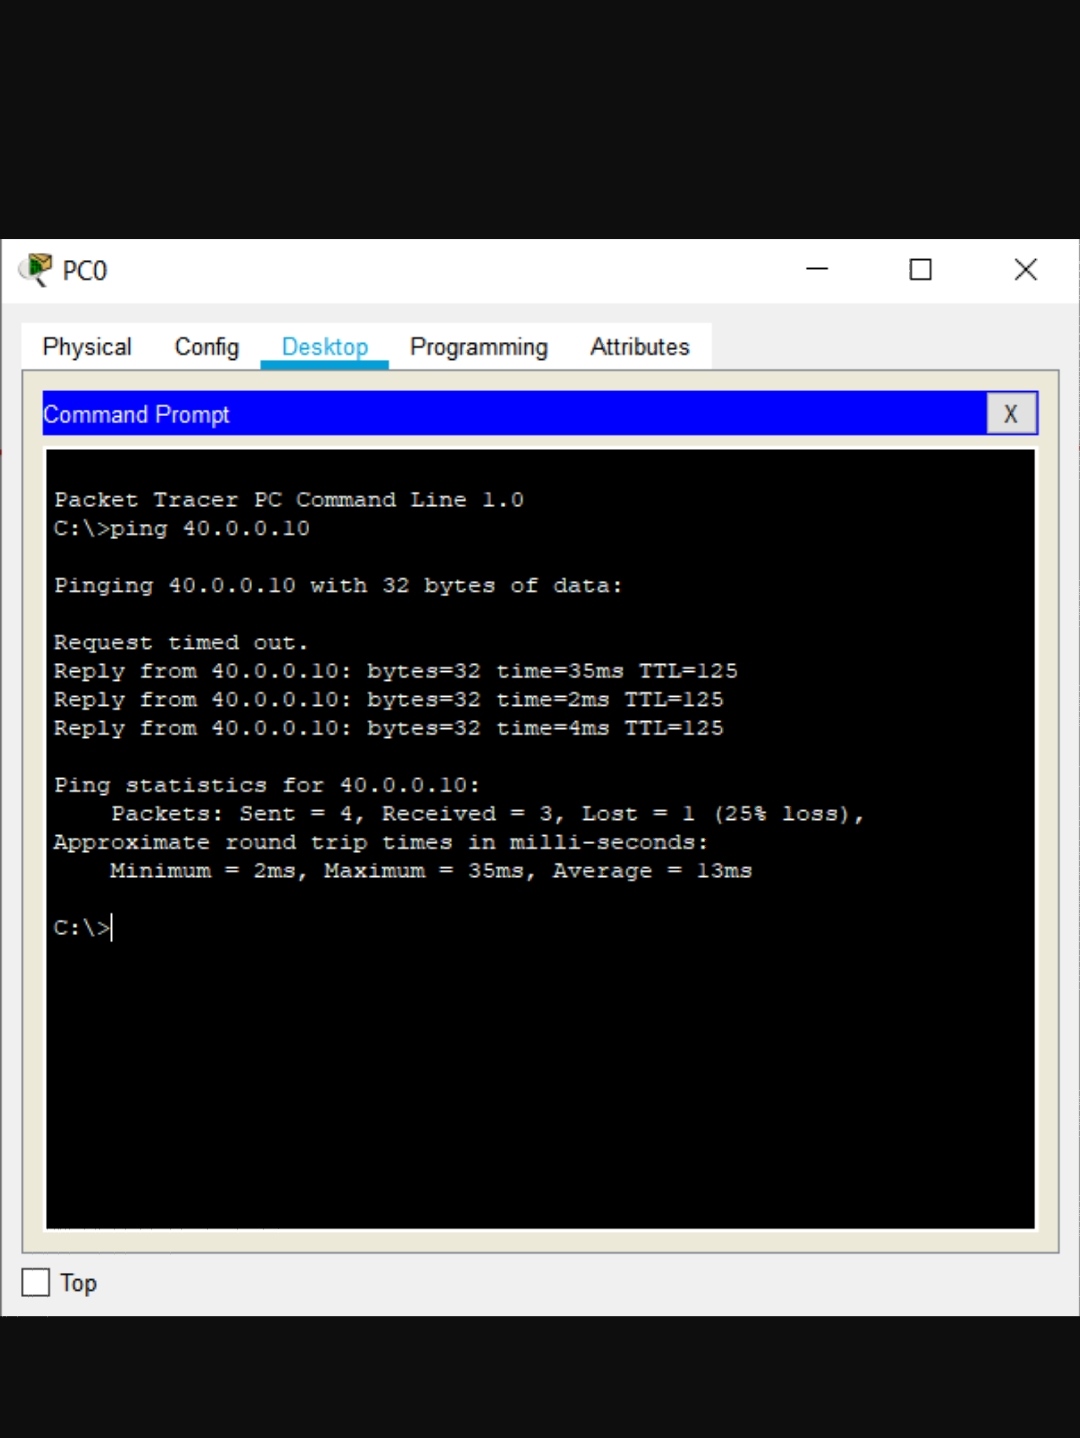 PC0
Physical Config Desktop Programming Attributes
Command Prompt X
Packet Tracer PC Command Line 1.0
C:\>ping 40.0.0.10
Pinging 40.0.0.10 with 32 bytes of data:
Request timed out.
Reply from 40.0.0.10: bytes=32 time=35ms TTL=125
Reply from 40.0.0.10: bytes=32 time=2ms TTL=125
Reply from 40.0.0.10: bytes=32 time=4ms TTL=125
Ping statistics for 40.0.0.10:
Packets: Sent = 4, Received = 3, Lost = 1 (25% loss),
Approximate round trip times in milli-seconds:
Minimum = 2ms, Maximum = 35ms, Average = 13ms
C:\>
Top